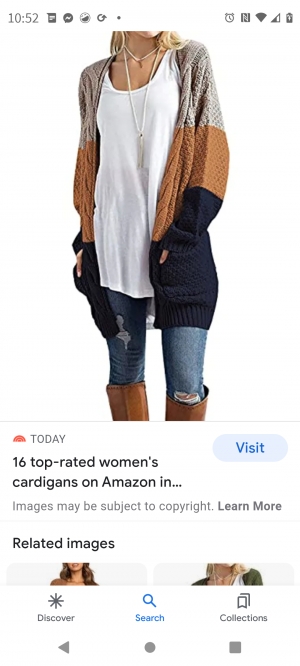 10:52
TODAY
Visit
16 top-rated women's
cardigans on Amazon in...
Images may be subject to copyright. Learn More
Related images
Discover
Search
Collections